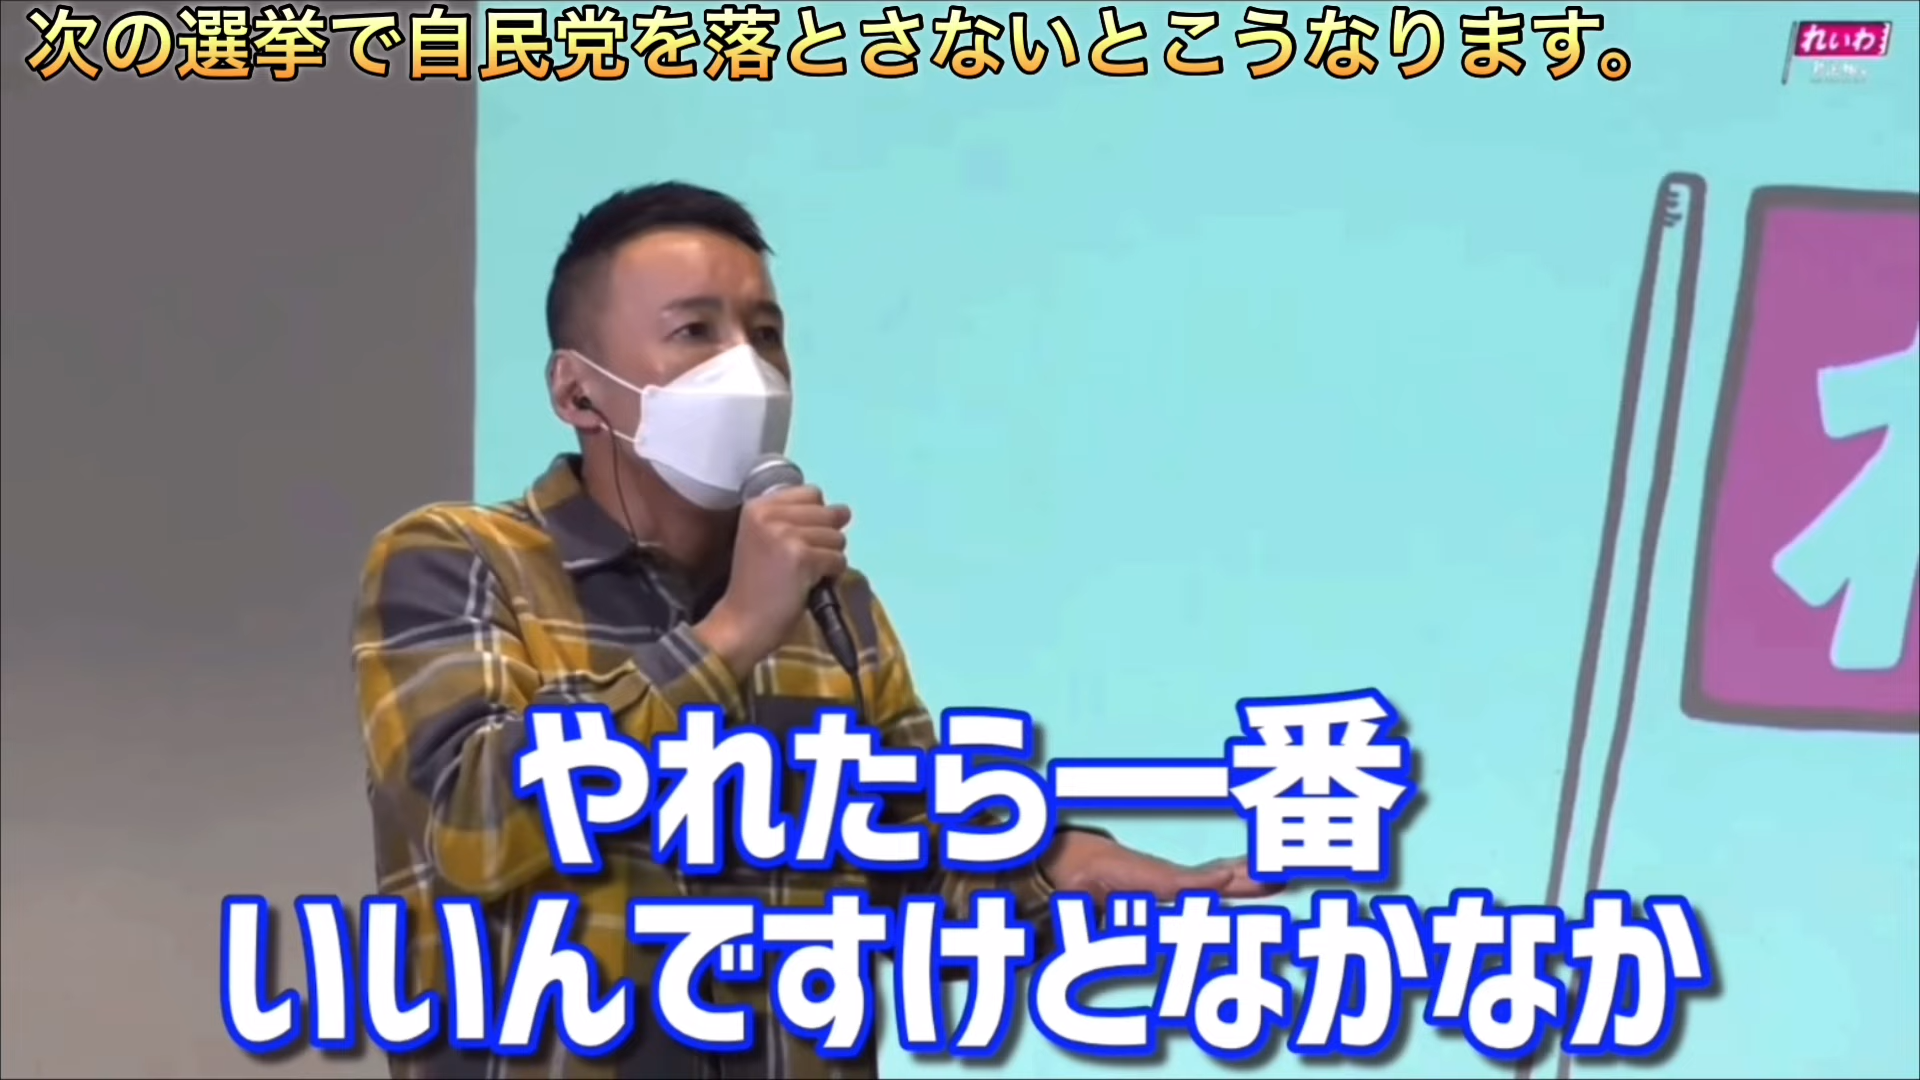 次の選挙で自民党を落とさないとこうなります。
れいわ
れ
やれたら一番
いいんですけどなかなか